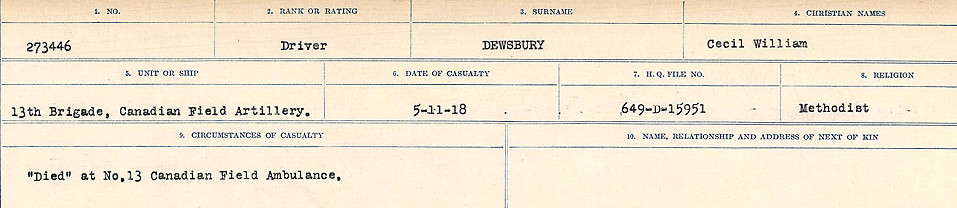 1. NO. 2. RANK OR RATING 3. SURNAME 4. CHRISTIAN NAMES
273446 Driver DEWSBURY Cecil William
5. UNIT OR SHIP 6. DATE OF CASUALTY 7. H.Q. FILE NO. 8. RELIGION
13th Brigade, Canadian Field Artillery. 5-11-18 649-D-15951 Methodist
9. CIRCUMSTANCES OF CASUALTY 10. NAME, RELATIONSHIP AND ADDRESS OF NEXT OF KIN
"Died" at No.13 Canadian Field Ambulance.